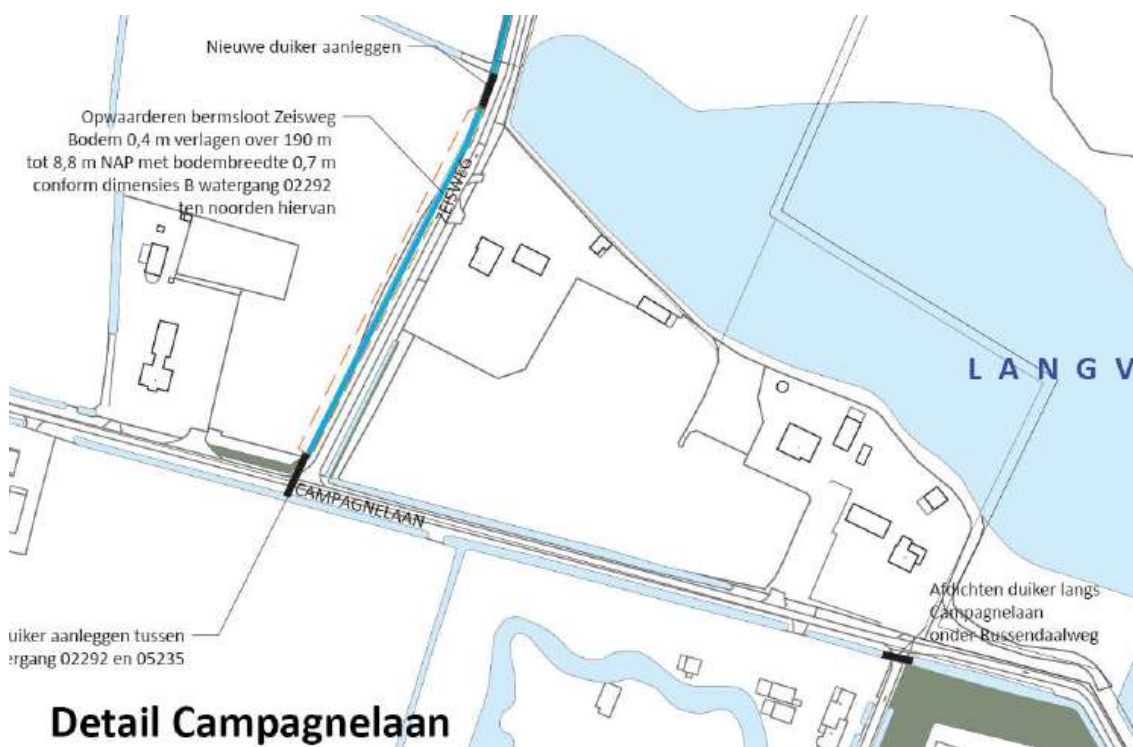 Nieuwe duiker aanleggen
Opwaarderen bermsloot Zeisweg
Bodem 0,4 m verlagen over 190 m
tot 8,8 m NAP met bodembreedte 0,7 m
conform dimensies B watergang 02292
ten noorden hiervan
ZEISWEG
LANGV
CAMPAGNELAAN
Afdichten duiker langs
Campagnelaan
onder Bussendaalweg
uiker aanleggen tussen
ergang 02292 en 05235
Detail Campagnelaan